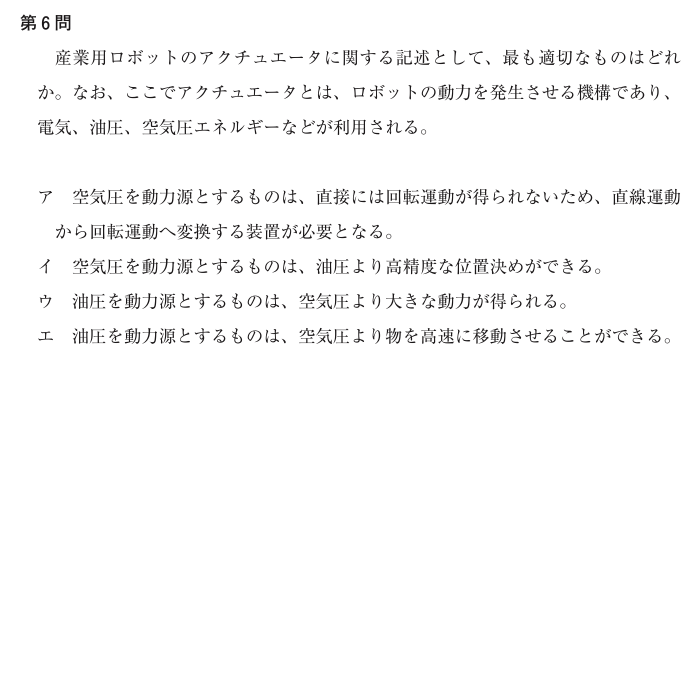 第6問
産業用ロボットのアクチュエータに関する記述として、最も適切なものはどれ
か。なお、ここでアクチュエータとは、ロボットの動力を発生させる機構であり、
電気、油圧、空気圧エネルギーなどが利用される。
ア　空気圧を動力源とするものは、直接には回転運動が得られないため、直線運動
から回転運動へ変換する装置が必要となる。
イ　空気圧を動力源とするものは、油圧より高精度な位置決めができる。
ウ　油圧を動力源とするものは、空気圧より大きな動力が得られる。
エ　油圧を動力源とするものは、空気圧より物を高速に移動させることができる。